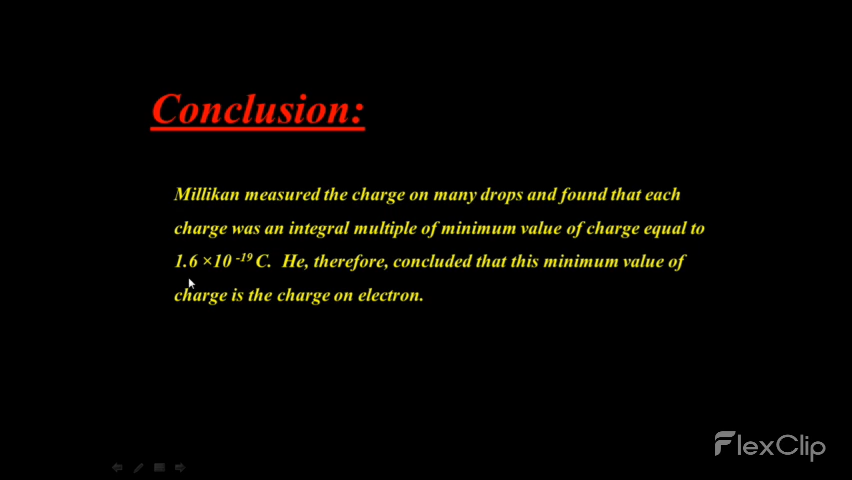 Conclusion:
Millikan measured the charge on many drops and found that each
charge was an integral multiple of minimum value of charge equal to
1.6 ×10 -19 C. He, therefore, concluded that this minimum value of
charge is the charge on electron.
FlexClip